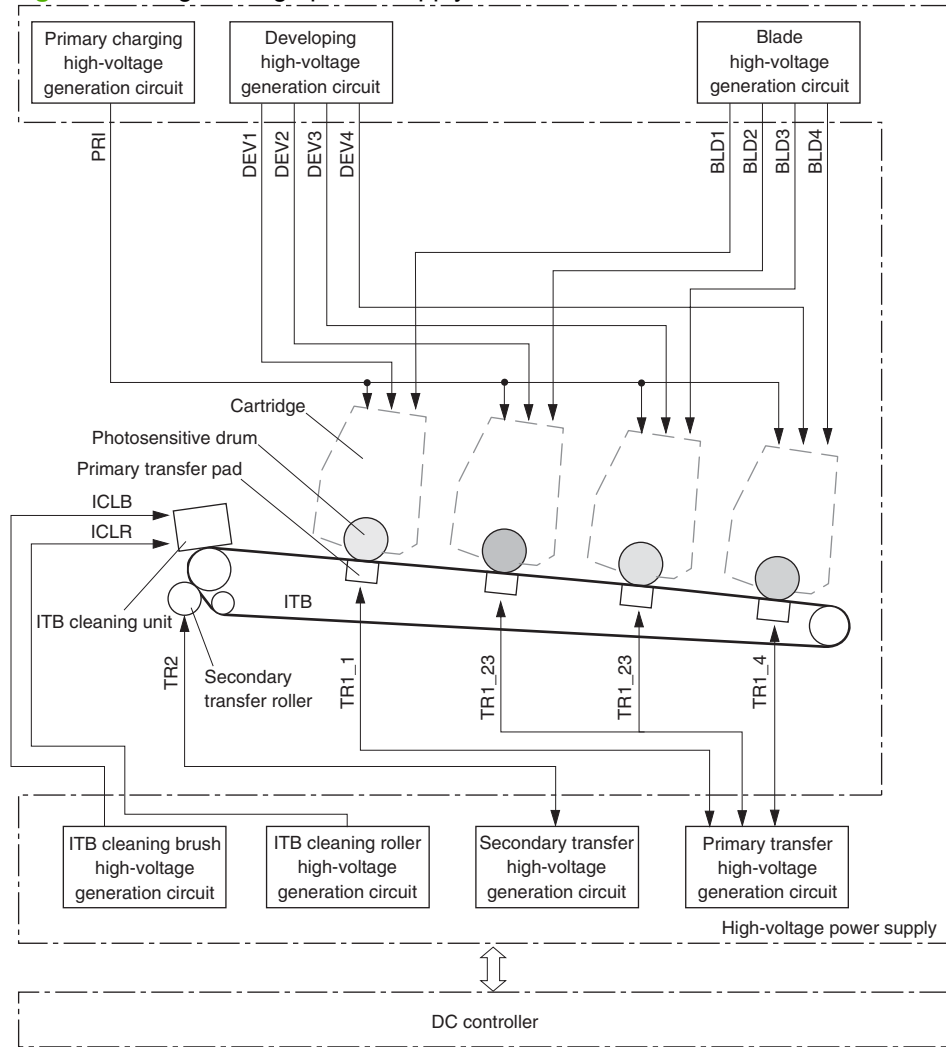 Primary charging
high-voltage
generation circuit
Developing
high-voltage
generation circuit
Blade
high-voltage
generation circuit
PRI
DEV1
DEV2
DEV3
DEV4
BLD1
BLD2
BLD3
BLD4
Cartridge
Photosensitive drum
Primary transfer pad
ICLB
ICLR
ITB
ITB cleaning unit
Secondary
transfer roller
TR2
TR1_1
TR1_23
TR1_23
TR1_4
ITB cleaning brush
high-voltage
generation circuit
ITB cleaning roller
high-voltage
generation circuit
Secondary transfer
high-voltage
generation circuit
Primary transfer
high-voltage
generation circuit
High-voltage power supply
DC controller